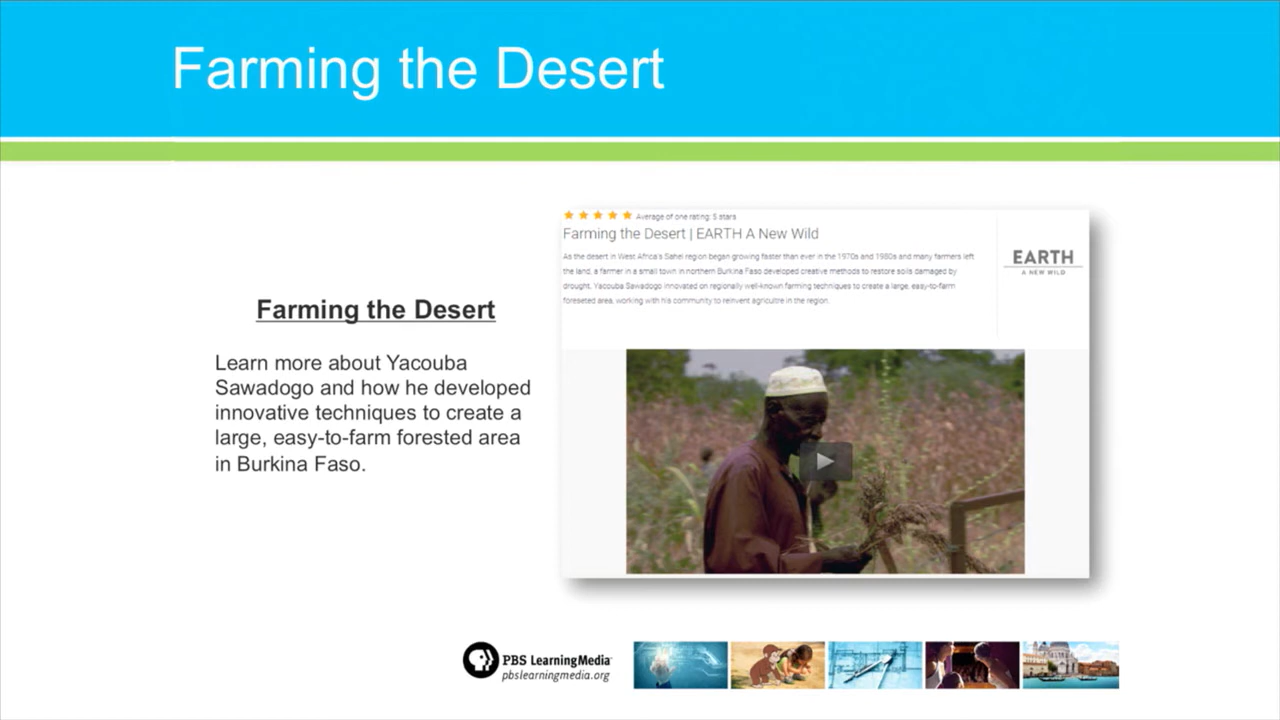 Farming the Desert
Farming the Desert
Learn more about Yacouba
Sawadogo and how he developed
innovative techniques to create a
large, easy-to-farm forested area
in Burkina Faso.
Average of one rating: 5 stars
Farming the Desert | EARTH A New Wild
As the desert in West Africa's Sahel region began growing faster than ever in the 1970s and 1980s and many farmers left
the land, a farmer in a small town in northern Burkina Faso developed creative methods to restore soils damaged by
drought. Yacouba Sawadogo innovated on regionally well-known farming techniques to create a large, easy-to-farm
foreseted area, working with his community to reinvent agricultre in the region.
EARTH
A NEW WILD
PBS LearningMedia
pbslearningmedia.org